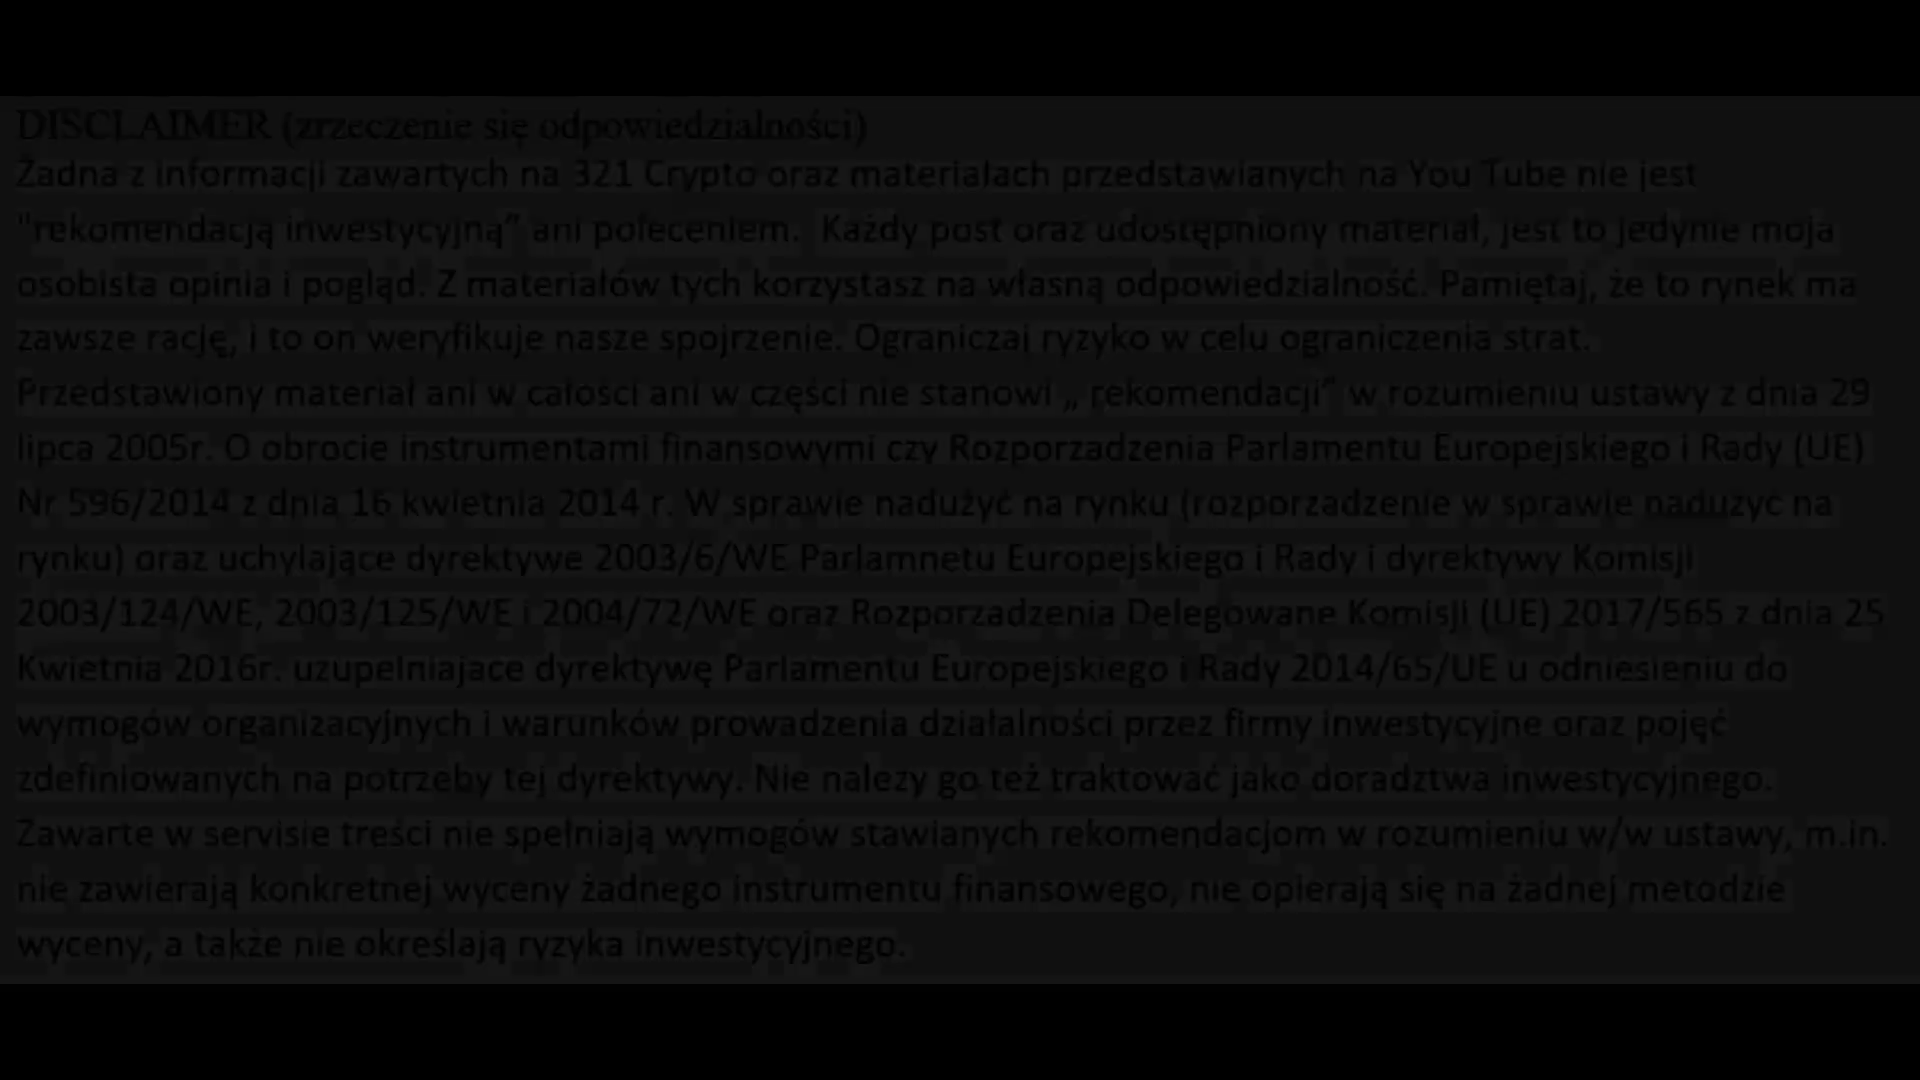 DISCLAIMER (zrzeczenie się odpowiedzialności)
Żadna z informacji zawartych na 321 Crypto oraz materiałach przedstawianych na You Tube nie jest
"rekomendacją inwestycyjną” ani poleceniem.  Każdy post oraz udostępniony materiał, jest to jedynie moja
osobista opinia i pogląd. Z materiałów tych korzystasz na własną odpowiedzialność. Pamiętaj, że to rynek ma
zawsze rację, i to on weryfikuje nasze spojrzenie. Ograniczaj ryzyko w celu ograniczenia strat.
Przedstawiony materiał ani w całości ani w części nie stanowi „ rekomendacji” w rozumieniu ustawy z dnia 29
lipca 2005r. O obrocie instrumentami finansowymi czy Rozporzadzenia Parlamentu Europejskiego i Rady (UE)
Nr 596/2014 z dnia 16 kwietnia 2014 r. W sprawie nadużyć na rynku (rozporzadzenie w sprawie nadużyc na
rynku) oraz uchylające dyrektywe 2003/6/WE Parlamnetu Europejskiego i Rady i dyrektywy Komisji
2003/124/WE, 2003/125/WE i 2004/72/WE oraz Rozporzadzenia Delegowane Komisji (UE) 2017/565 z dnia 25
Kwietnia 2016r. uzupelniajace dyrektywę Parlamentu Europejskiego i Rady 2014/65/UE u odniesieniu do
wymogów organizacyjnych i warunków prowadzenia działalności przez firmy inwestycyjne oraz pojęć
zdefiniowanych na potrzeby tej dyrektywy. Nie nalezy go też traktować jako doradztwa inwestycyjnego.
Zawarte w servisie treści nie spełniają wymogów stawianych rekomendacjom w rozumieniu w/w ustawy, m.in.
nie zawierają konkretnej wyceny żadnego instrumentu finansowego, nie opierają się na żadnej metodzie
wyceny, a także nie określają ryzyka inwestycyjnego.